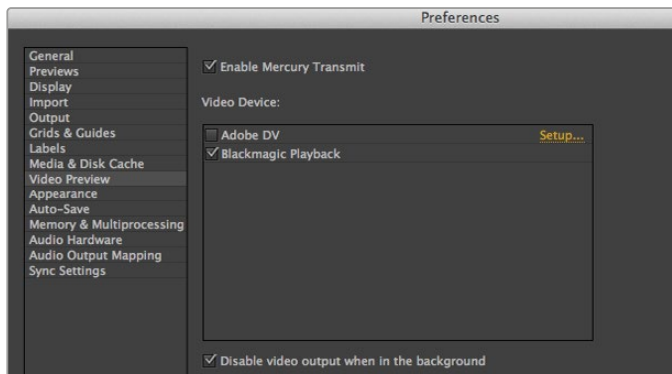 Preferences
General
Previews
Display
Import
Output
Grids & Guides
Labels
Media & Disk Cache
Video Preview
Appearance
Auto-Save
Memory & Multiprocessing
Audio Hardware
Audio Output Mapping
Sync Settings
Enable Mercury Transmit
Video Device:
Adobe DV Setup...
Blackmagic Playback
Disable video output when in the background